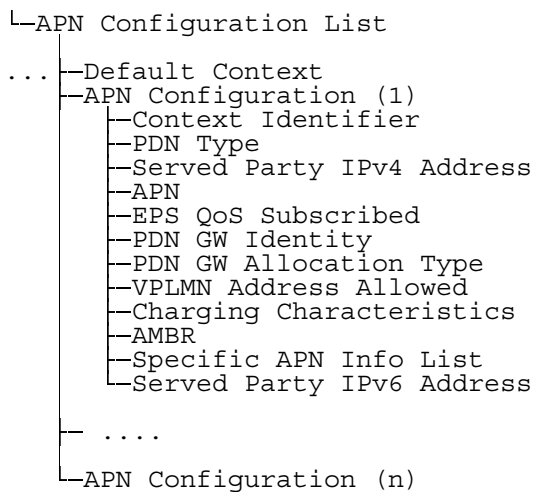 APN Configuration List
... Default Context
APN Configuration (1)
Context Identifier
PDN Type
Served Party IPv4 Address
APN
EPS QoS Subscribed
PDN GW Identity
PDN GW Allocation Type
VPLMN Address Allowed
Charging Characteristics
AMBR
Specific APN Info List
Served Party IPv6 Address
....
APN Configuration (n)